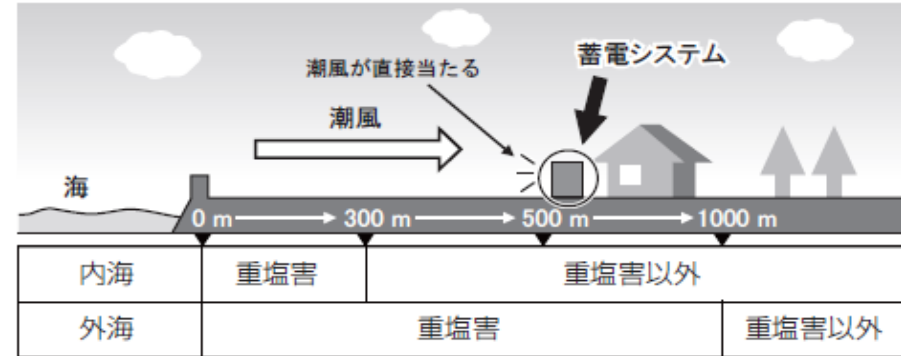 蓄電システム
潮風が直接当たる
潮風
海
0 m 300 m 500 m 1000 m
内海 重塩害 重塩害以外
外海 重塩害 重塩害以外